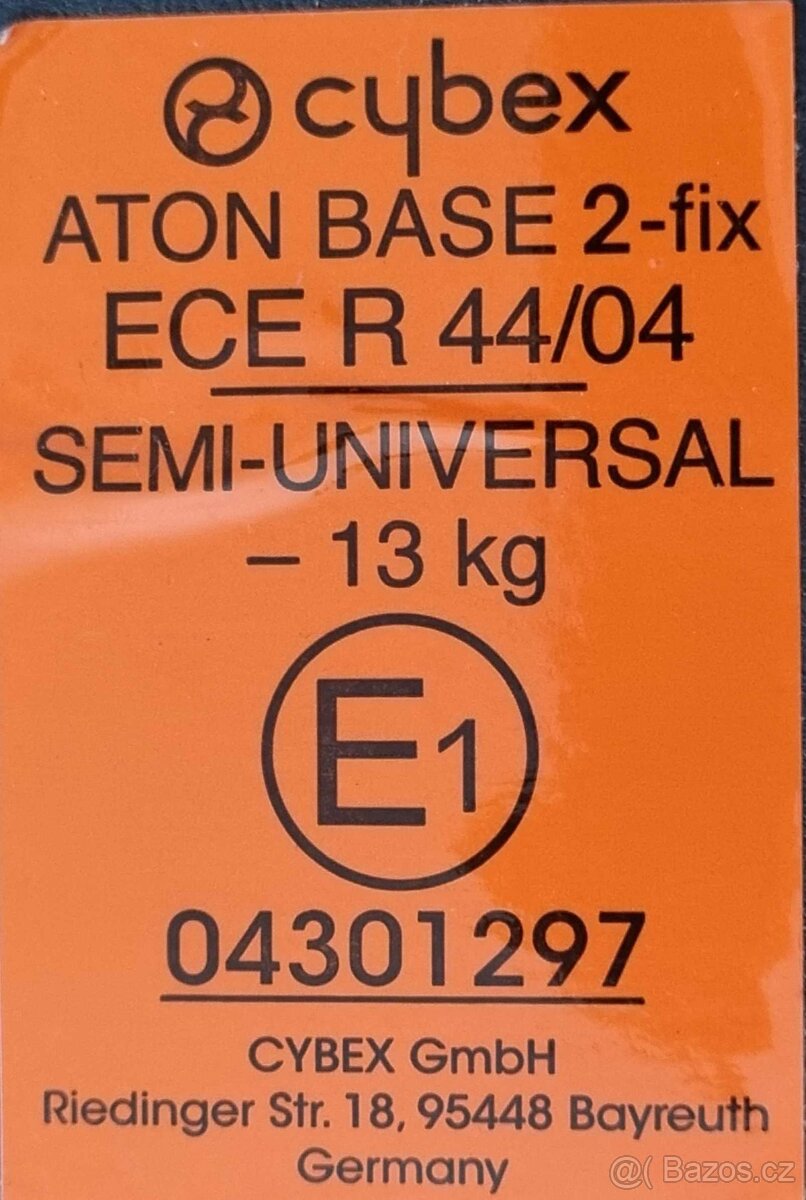 cybex
ATON BASE 2-fix
ECE R 44/04
SEMI-UNIVERSAL
– 13 kg
E1
04301297
CYBEX GmbH
Riedinger Str. 18, 95448 Bayreuth
Germany
@( Bazos.cz